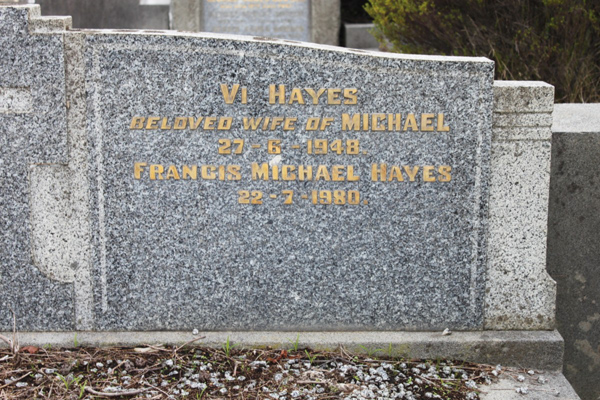 VI HAYES
BELOVED WIFE OF MICHAEL
27-6-1948.
FRANCIS MICHAEL HAYES
22-7-1980.